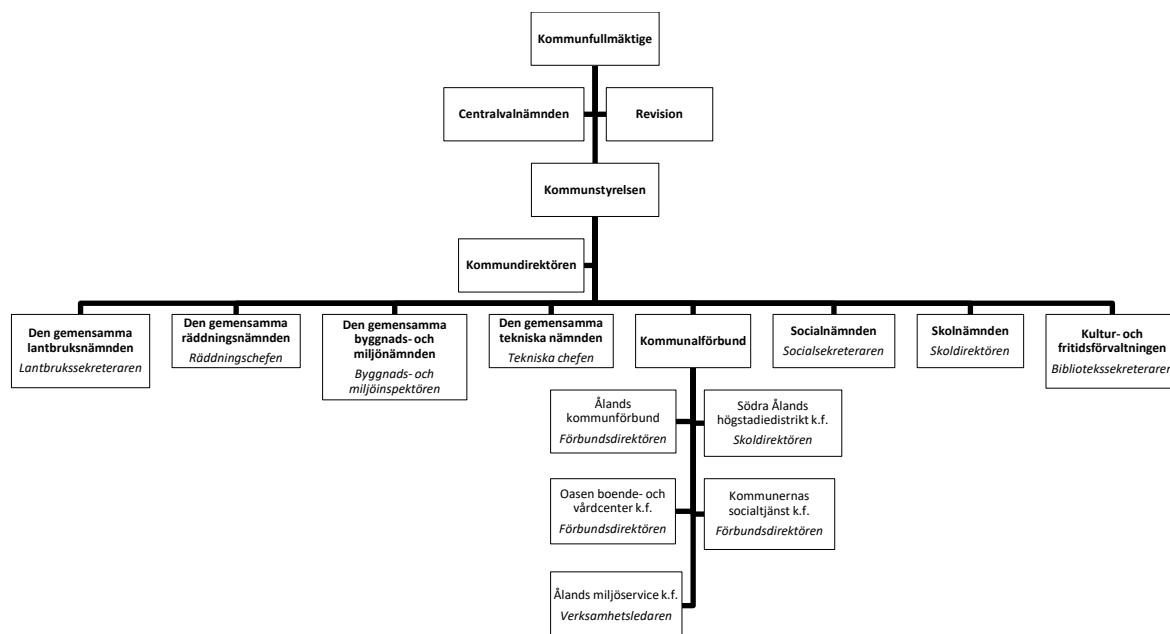 Kommunfullmäktige
Centralvalnämnden
Revision
Kommunstyrelsen
Kommundirektören
Den gemensamma
lantbruksnämnden
Lantbrukssekreteraren
Den gemensamma
räddningsnämnden
Räddningschefen
Den gemensamma
byggnads- och
miljönämnden
Byggnads- och
miljöinspektören
Den gemensamma
tekniska nämnden
Tekniska chefen
Kommunalförbund
Socialnämnden
Socialsekreteraren
Skolnämnden
Skoldirektören
Kultur- och
fritidsförvaltningen
Bibliotekssekreteraren
Ålands
kommunförbund
Förbundsdirektören
Södra Ålands
högstadiedistrikt k.f.
Skoldirektören
Oasen boende- och
vårdcenter k.f.
Förbundsdirektören
Kommunernas
socialtjänst k.f.
Förbundsdirektören
Ålands miljöservice k.f.
Verksamhetsledaren